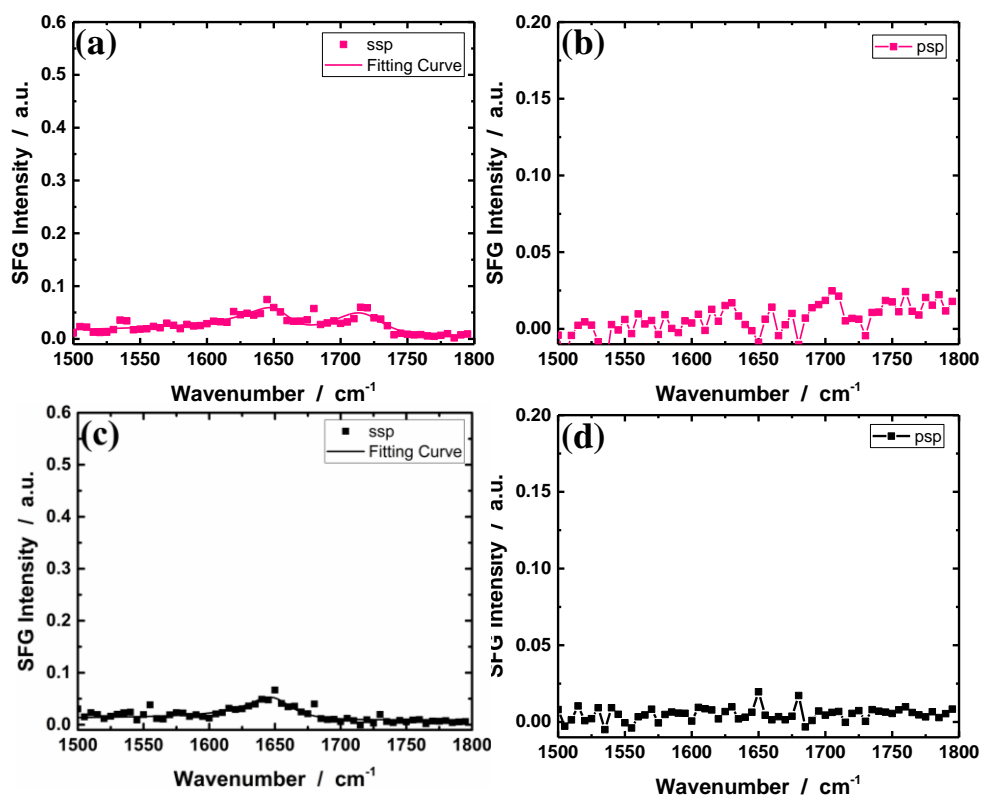 (a)
ssp
Fitting Curve
0.6
0.5
0.4
0.3
0.2
0.1
0.0
SFG Intensity / a.u.
1500 1550 1600 1650 1700 1750 1800
Wavenumber / cm-1
(b)
psp
0.20
0.15
0.10
0.05
0.00
SFG Intensity / a.u.
1500 1550 1600 1650 1700 1750 1800
Wavenumber / cm-1
(c)
ssp
Fitting Curve
0.6
0.5
0.4
0.3
0.2
0.1
0.0
SFG Intensity / a.u.
1500 1550 1600 1650 1700 1750 1800
Wavenumber / cm-1
(d)
psp
0.20
0.15
0.10
0.05
0.00
SFG Intensity / a.u.
1500 1550 1600 1650 1700 1750 1800
Wavenumber / cm-1